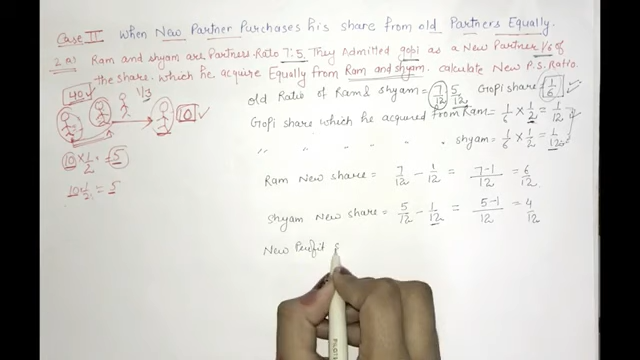 Case II When New Partner Purchases his share from old Partners Equally.
2 A) Ram and shyam are Partners. Ratio 7:5. They Admitted gopi as a New Partner 1/6 of
the share. which he acquire Equally from Ram and shyam. calculate New P.S. Ratio.
40 1/3
10
10 × 1/2 = 5
10 × 1/2 = 5
old Ratio of Ram & Shyam = 7/12 5/12 Gopi share = 1/6
Gopi share which he acquired from Ram = 1/6 × 1/2 = 1/12
" " " " " shyam = 1/6 × 1/2 = 1/12
Ram New share = 7/12 - 1/12 = 7-1/12 = 6/12
Shyam New share = 5/12 - 1/12 = 5-1/12 = 4/12
New Profit